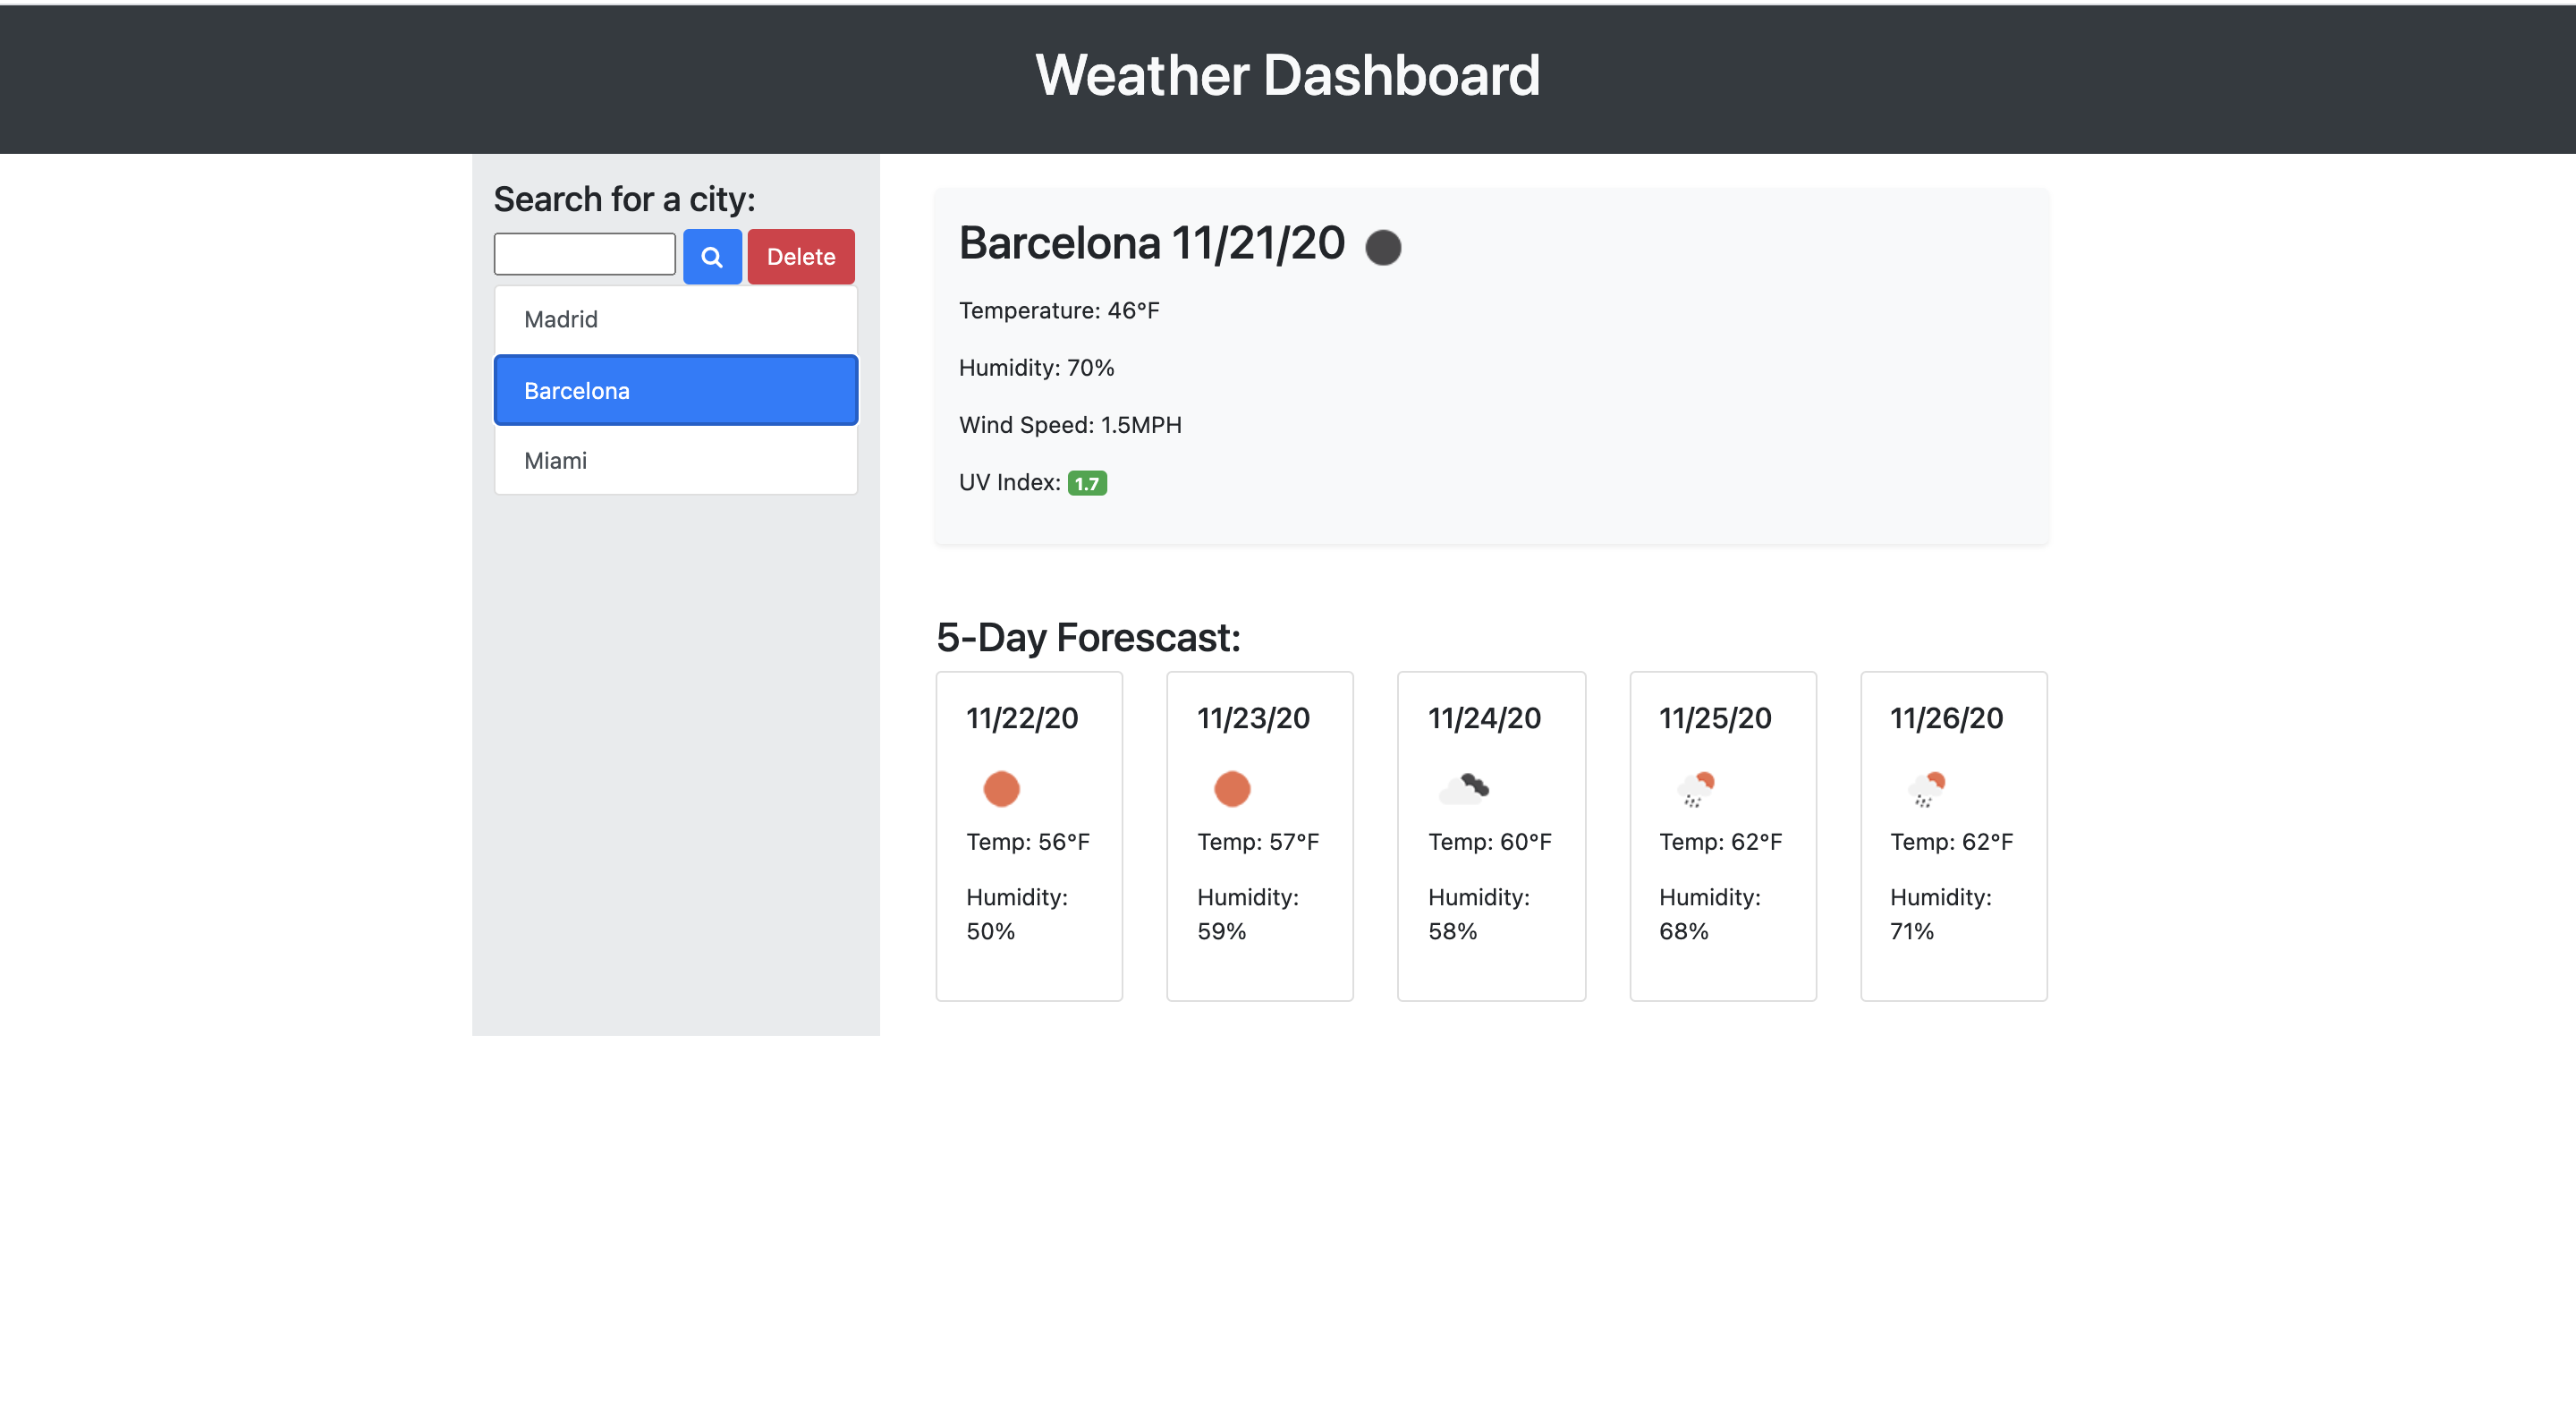 Weather Dashboard
Search for a city:
Delete
Madrid
Barcelona
Miami
Barcelona 11/21/20
Temperature: 46°F
Humidity: 70%
Wind Speed: 1.5MPH
UV Index: 1.7
5-Day Forescast:
11/22/20
Temp: 56°F
Humidity:
50%
11/23/20
Temp: 57°F
Humidity:
59%
11/24/20
Temp: 60°F
Humidity:
58%
11/25/20
Temp: 62°F
Humidity:
68%
11/26/20
Temp: 62°F
Humidity:
71%